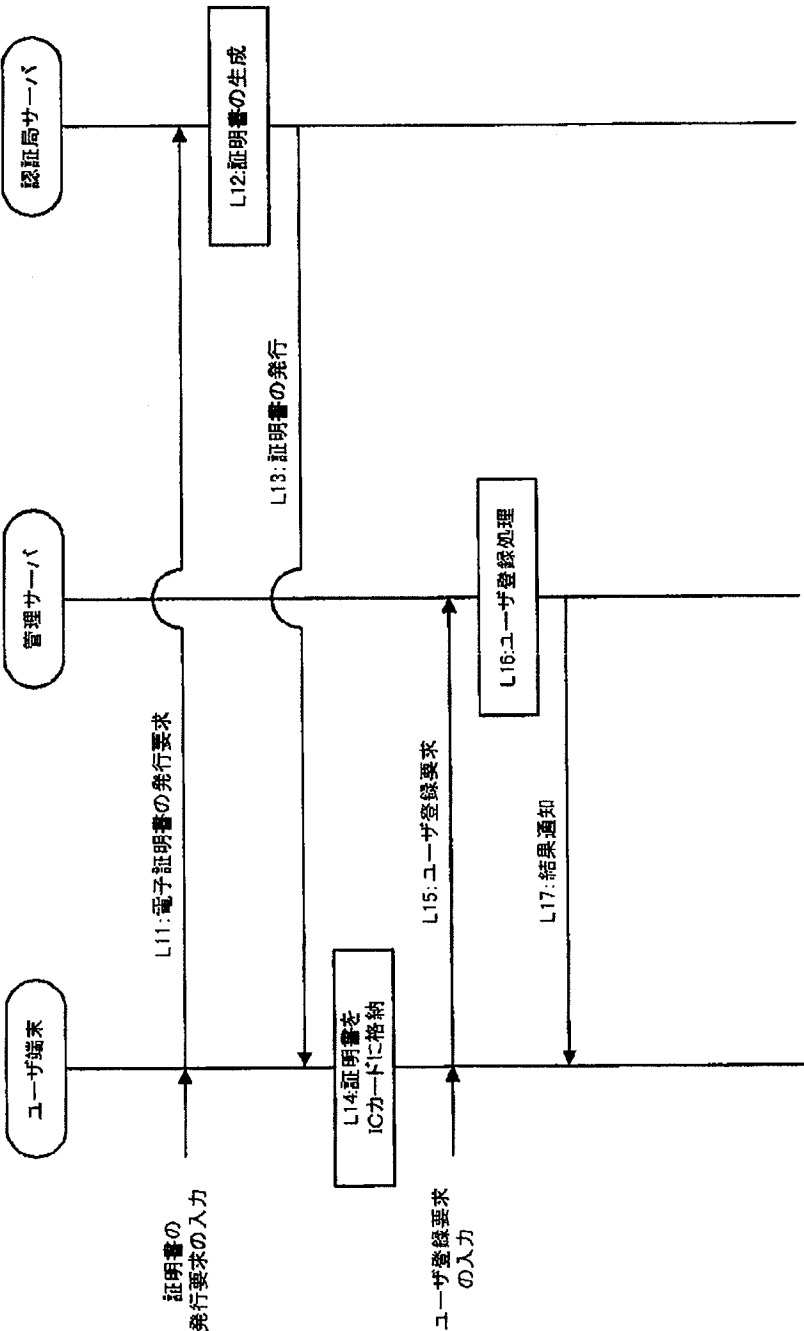 ユーザ端末
管理サーバ
認証局サーバ
証明書の
発行要求の入力
L11:電子証明書の発行要求
L12:証明書の生成
L13:証明書の発行
L14:証明書を
ICカードに格納
ユーザ登録要求
の入力
L15:ユーザ登録要求
L16:ユーザ登録処理
L17:結果通知